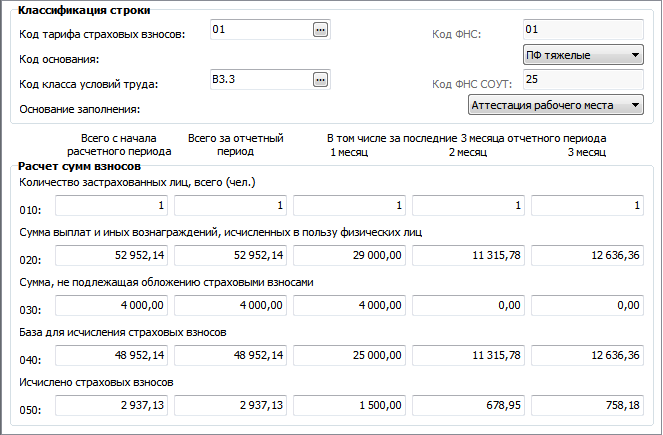 Классификация строки
Код тарифа страховых взносов: 01 ... Код ФНС: 01
Код основания: ПФ тяжелые
Код класса условий труда: В3.3 ... Код ФНС СОУТ: 25
Основание заполнения: Аттестация рабочего места
Всего с начала Всего за отчетный В том числе за последние 3 месяца отчетного периода
расчетного периода период 1 месяц 2 месяц 3 месяц
Расчет сумм взносов
Количество застрахованных лиц, всего (чел.)
010: 1 1 1 1 1
Сумма выплат и иных вознаграждений, исчисленных в пользу физических лиц
020: 52 952,14 52 952,14 29 000,00 11 315,78 12 636,36
Сумма, не подлежащая обложению страховыми взносами
030: 4 000,00 4 000,00 4 000,00 0,00 0,00
База для исчисления страховых взносов
040: 48 952,14 48 952,14 25 000,00 11 315,78 12 636,36
Исчислено страховых взносов
050: 2 937,13 2 937,13 1 500,00 678,95 758,18